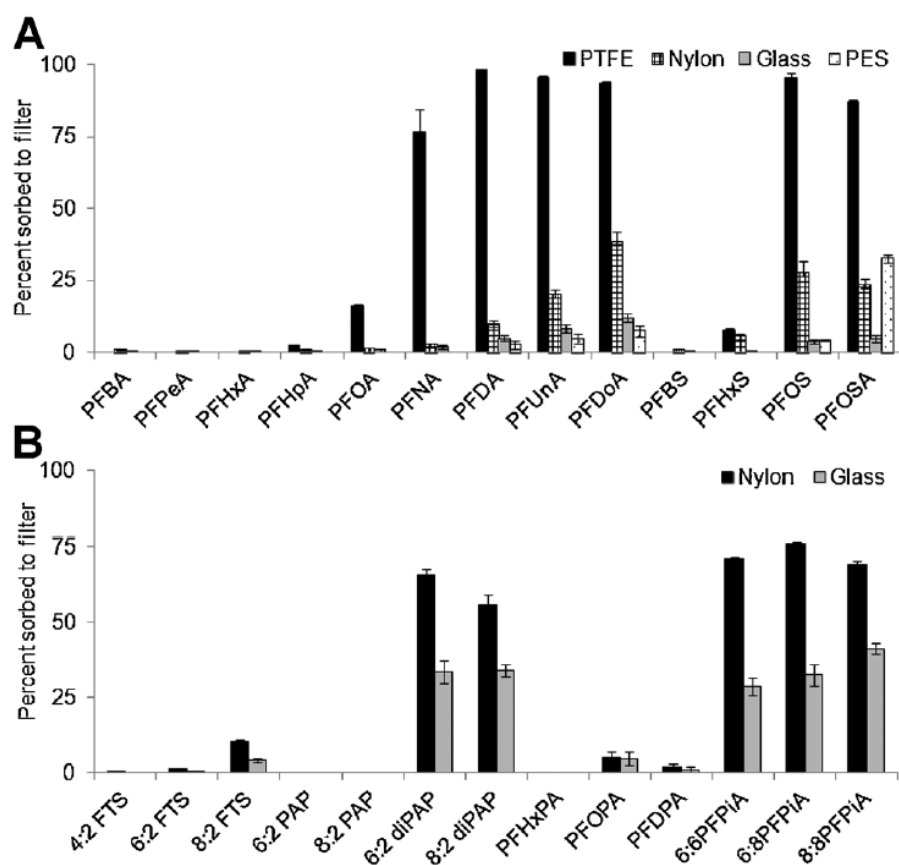 A
PTFE Nylon Glass PES
Percent sorbed to filter
100
75
50
25
0
PFBA
PFPeA
PFHxA
PFHpA
PFOA
PFNA
PFDA
PFUnA
PFDoA
PFBS
PFHxS
PFOS
PFOSA
B
Nylon Glass
Percent sorbed to filter
100
75
50
25
0
4:2 FTS
6:2 FTS
8:2 FTS
6:2 PAP
8:2 PAP
6:2 diPAP
8:2 diPAP
PFHxPA
PFOPA
PFDPA
6:6PFPiA
6:8PFPiA
8:8PFPiA